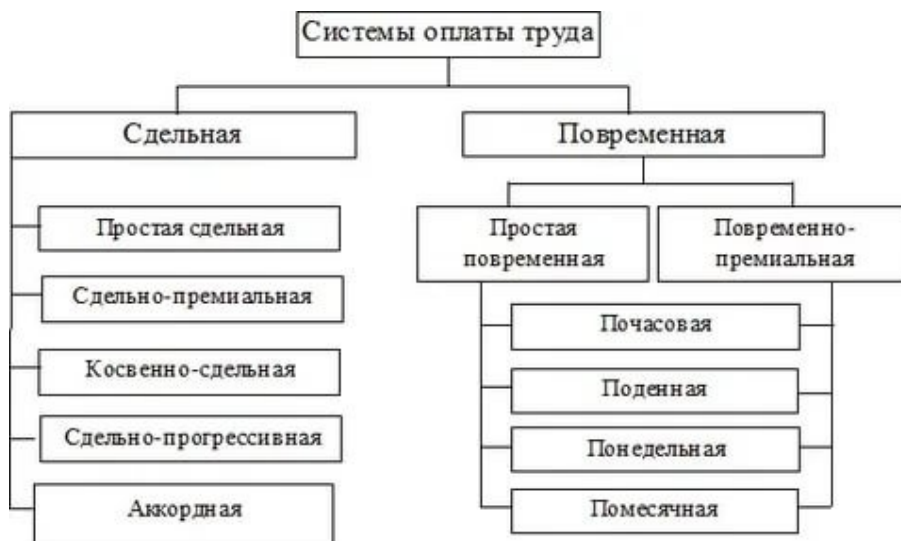 Системы оплаты труда
Сдельная
Повременная
Простая сдельная
Сдельно-премиальная
Косвенно-сдельная
Сдельно-прогрессивная
Аккордная
Простая
повременная
Повременно-
премиальная
Почасовая
Поденная
Понедельная
Помесячная